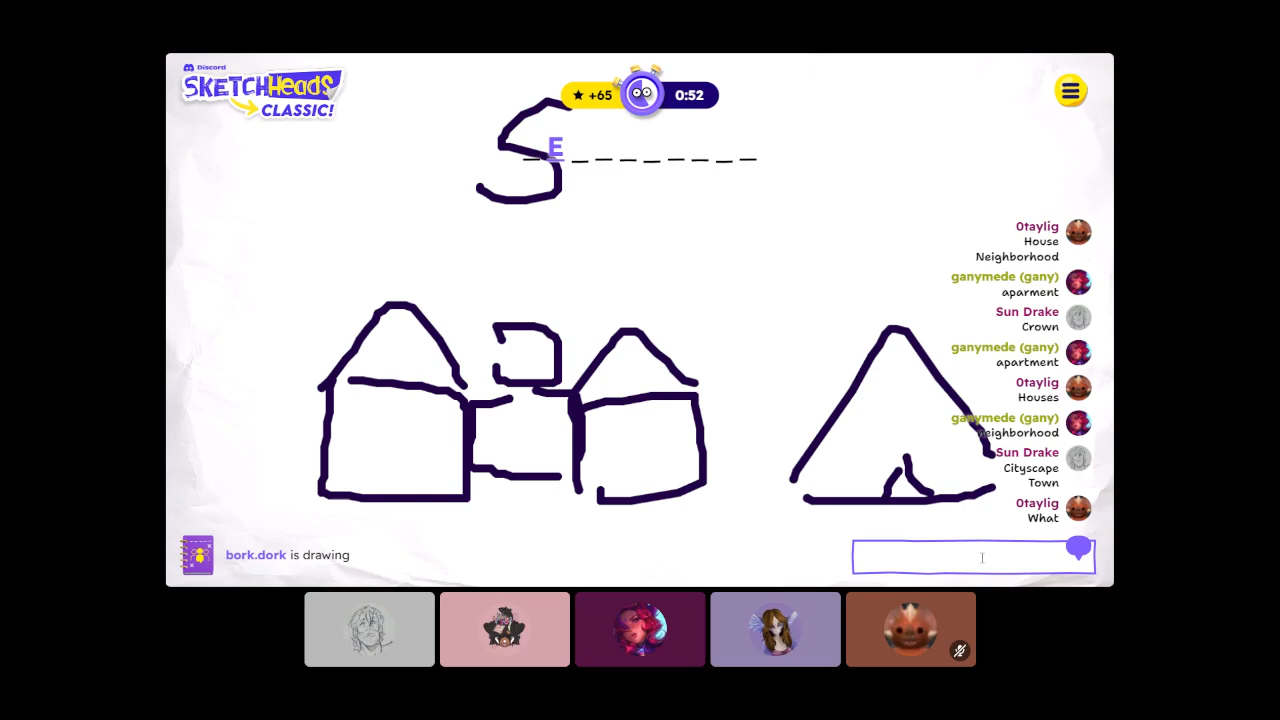 Discord
SKETCHHeadS
CLASSIC!
+65
0:52
S
E
0taylig
House
Neighborhood
ganymede (gany)
aparment
Sun Drake
Crown
ganymede (gany)
apartment
0taylig
Houses
ganymede (gany)
neighborhood
Sun Drake
Cityscape
Town
0taylig
What
bork.dork is drawing